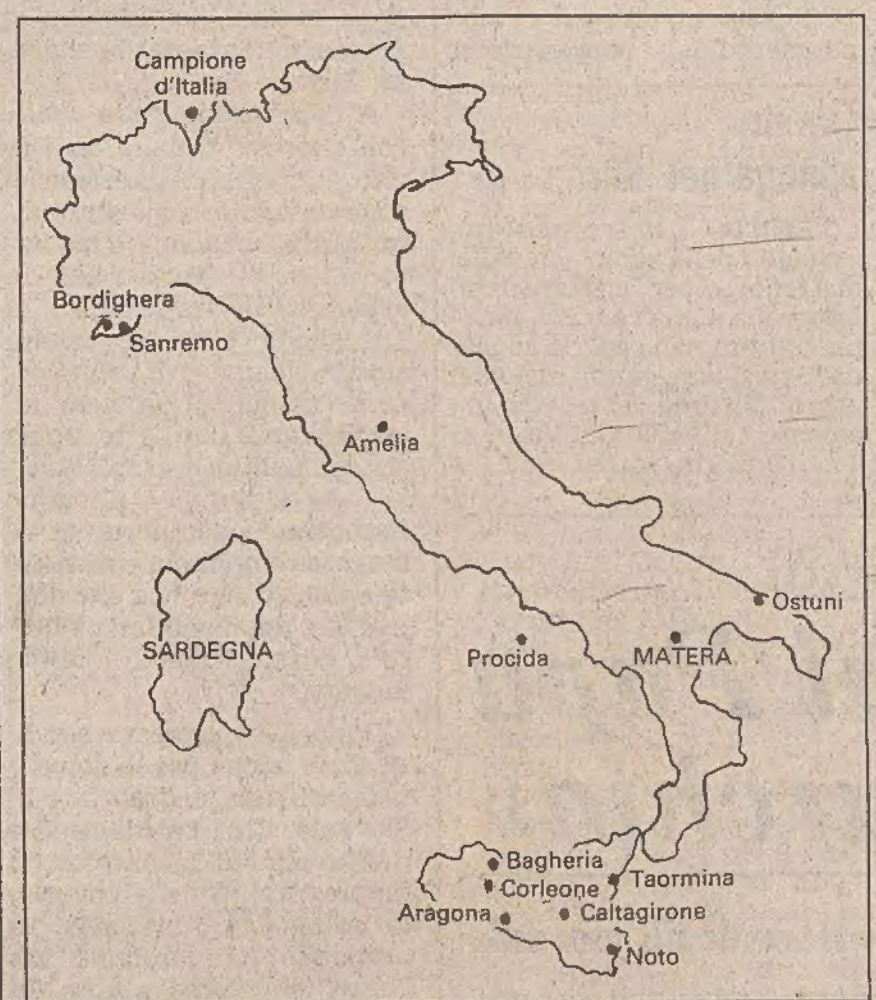 Campione
d'Italia
Bordighera
Sanremo
Amelia
Ostuni
SARDEGNA
Procida
MATERA
Bagheria
Corleone
Taormina
Aragona
Caltagirone
Noto